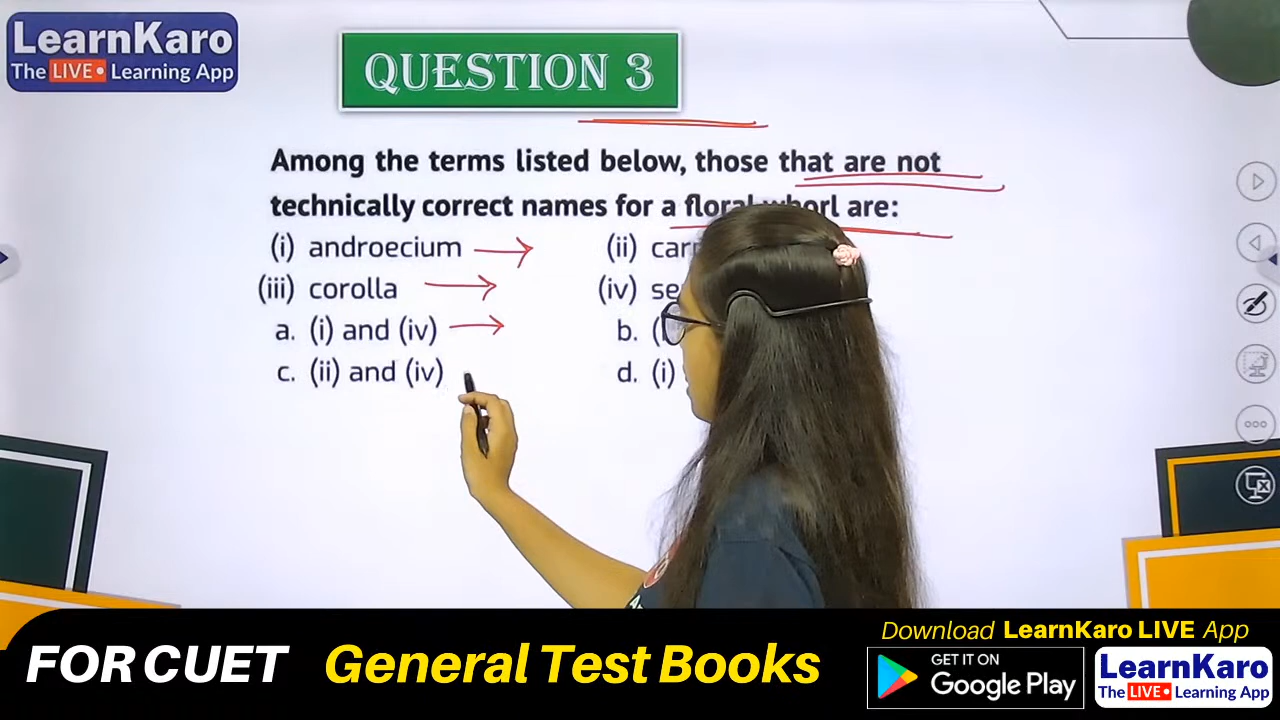 LearnKaro
The LIVE Learning App
QUESTION 3
Among the terms listed below, those that are not
technically correct names for a floral whorl are:
(i) androecium (ii)
(iii) corolla (iv)
a. (i) and (iv) b.
c. (ii) and (iv) d. (i)
FOR CUET General Test Books
Download LearnKaro LIVE App
GET IT ON
Google Play
LearnKaro
The LIVE Learning App